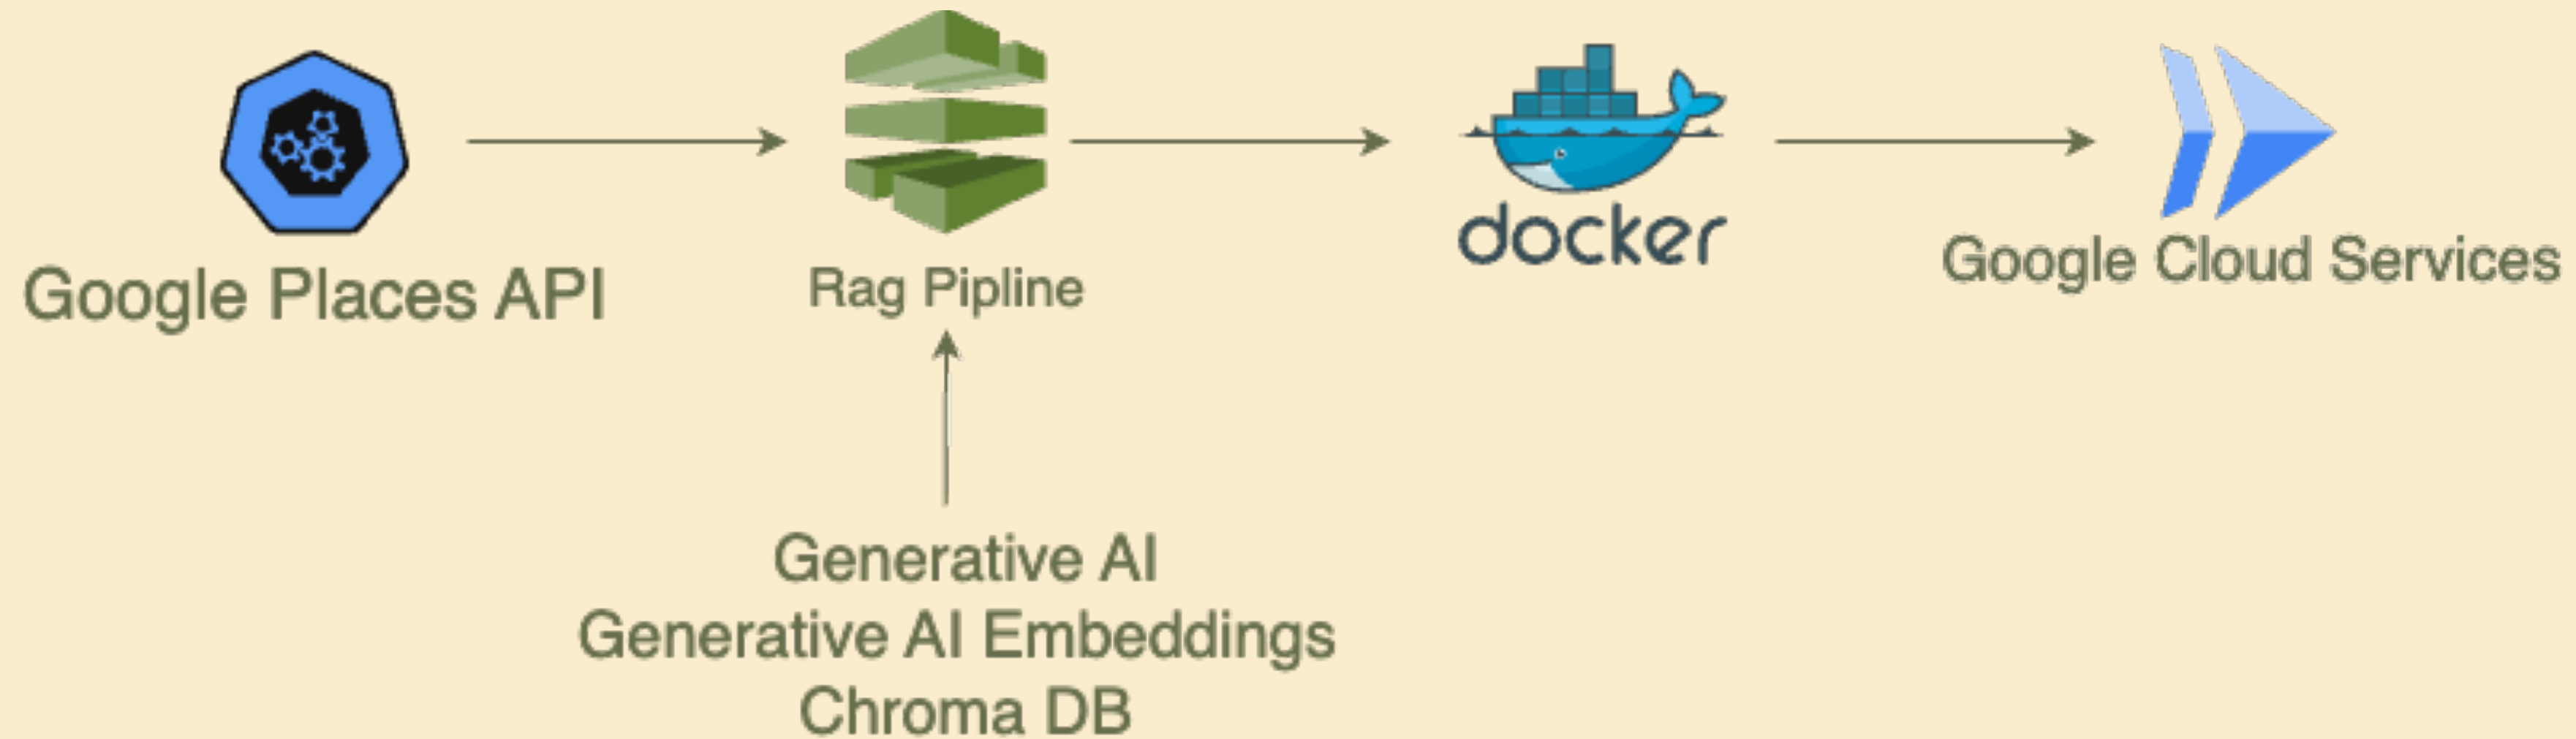 Google Places API
Rag Pipline
docker
Google Cloud Services
Generative AI
Generative AI Embeddings
Chroma DB